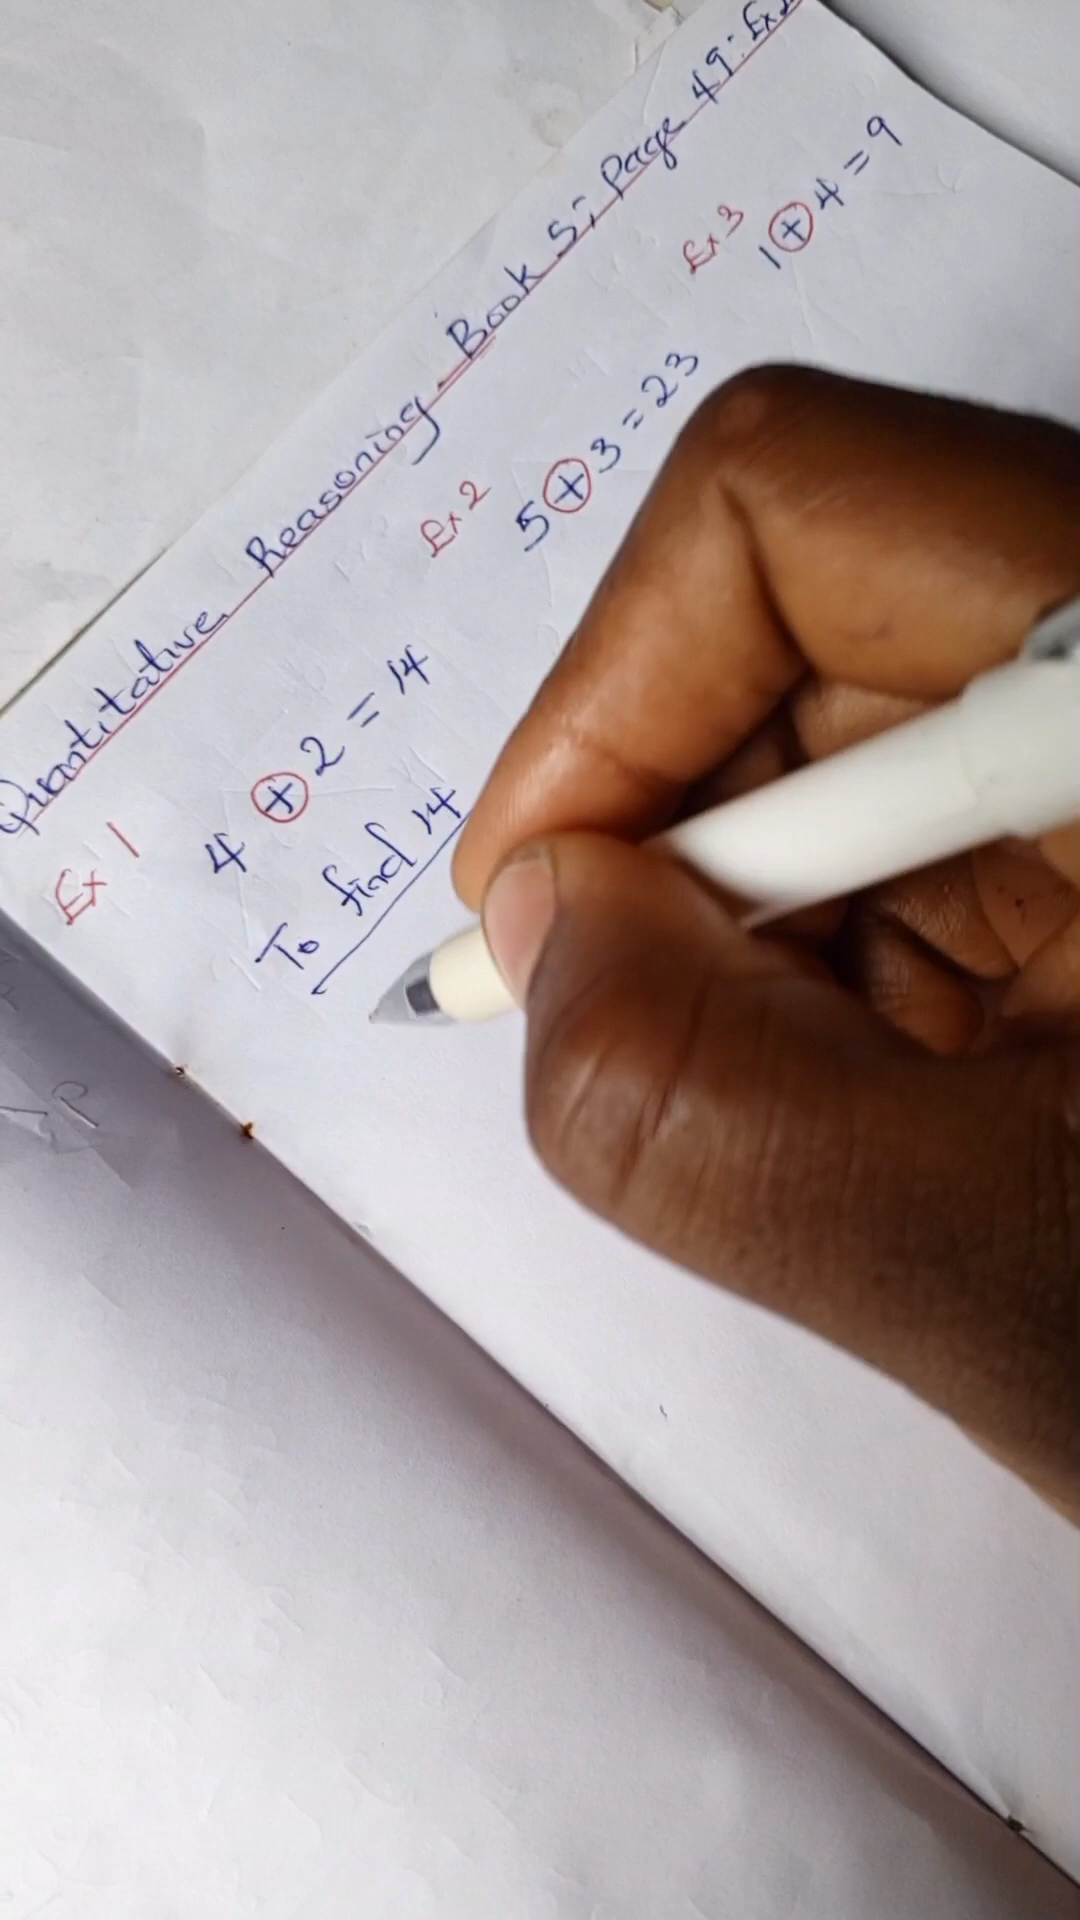 Quantitative Reasoning - Book 5; Page 49: Ex
Ex 1
4 ⊕ 2 = 14
Ex 2
5 ⊕ 3 = 23
Ex 3
1 ⊕ 4 = 9
To find 14